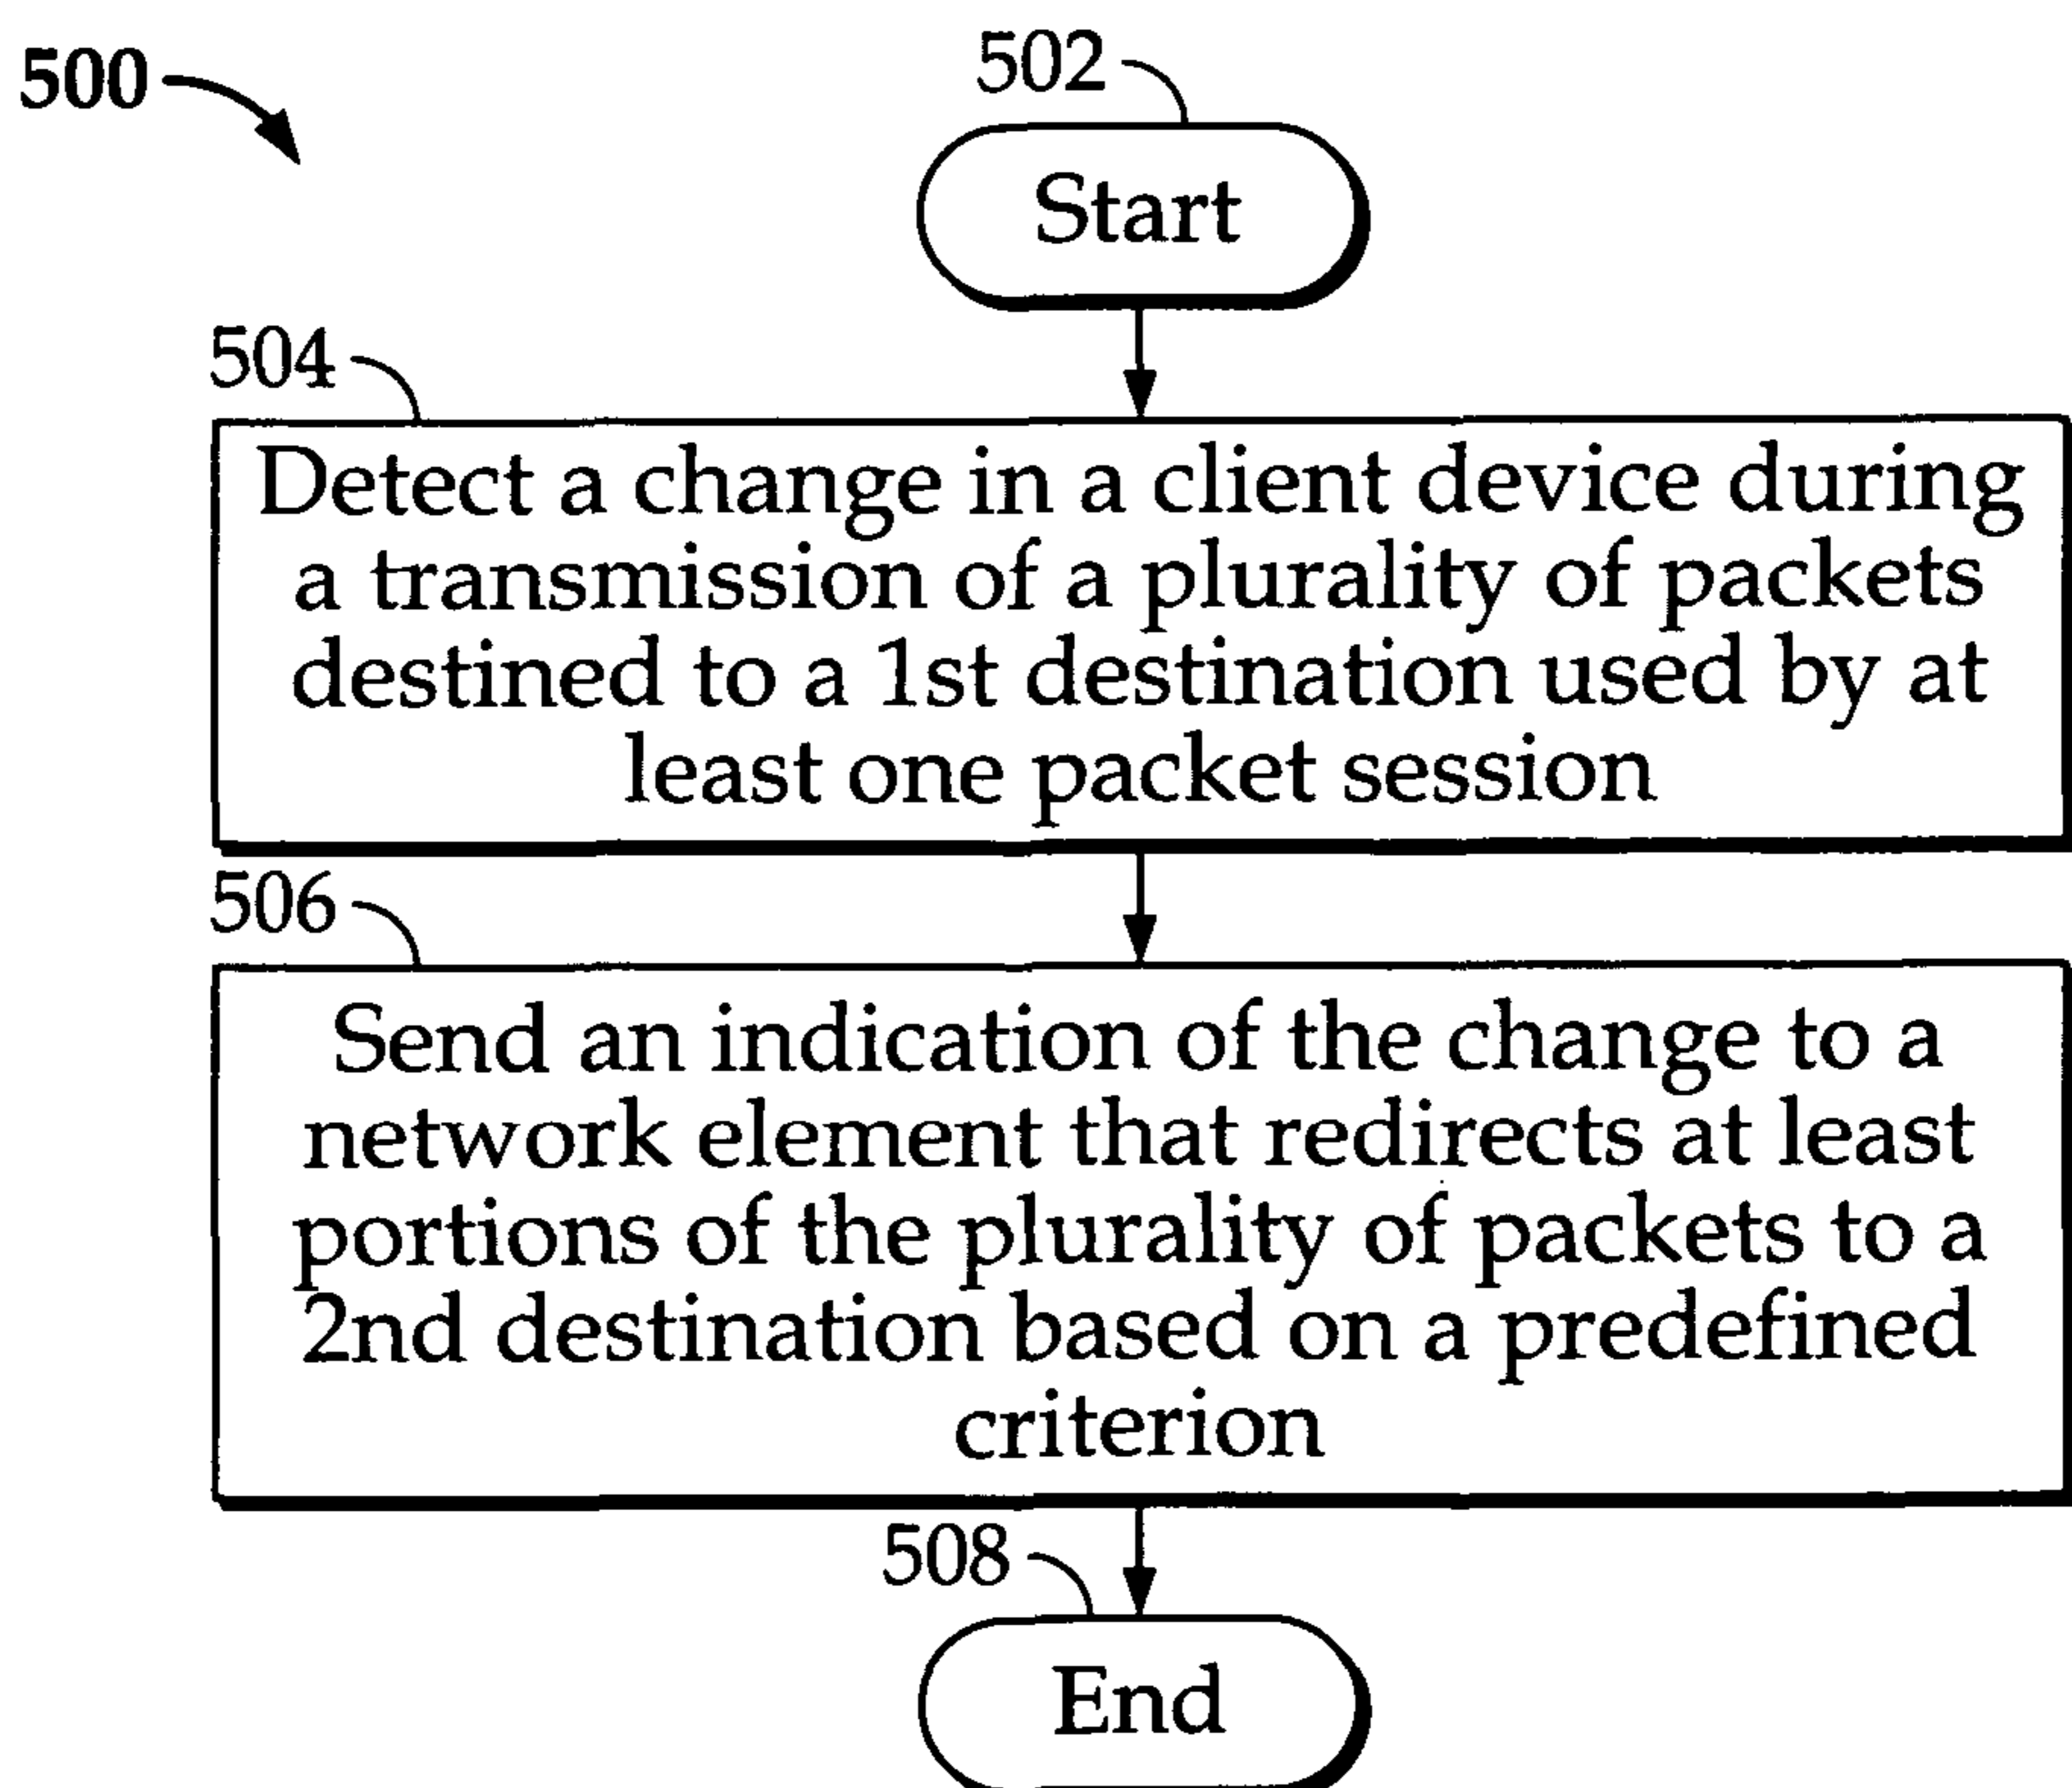 500
502
Start
504
Detect a change in a client device during
a transmission of a plurality of packets
destined to a 1st destination used by at
least one packet session
506
Send an indication of the change to a
network element that redirects at least
portions of the plurality of packets to a
2nd destination based on a predefined
criterion
508
End